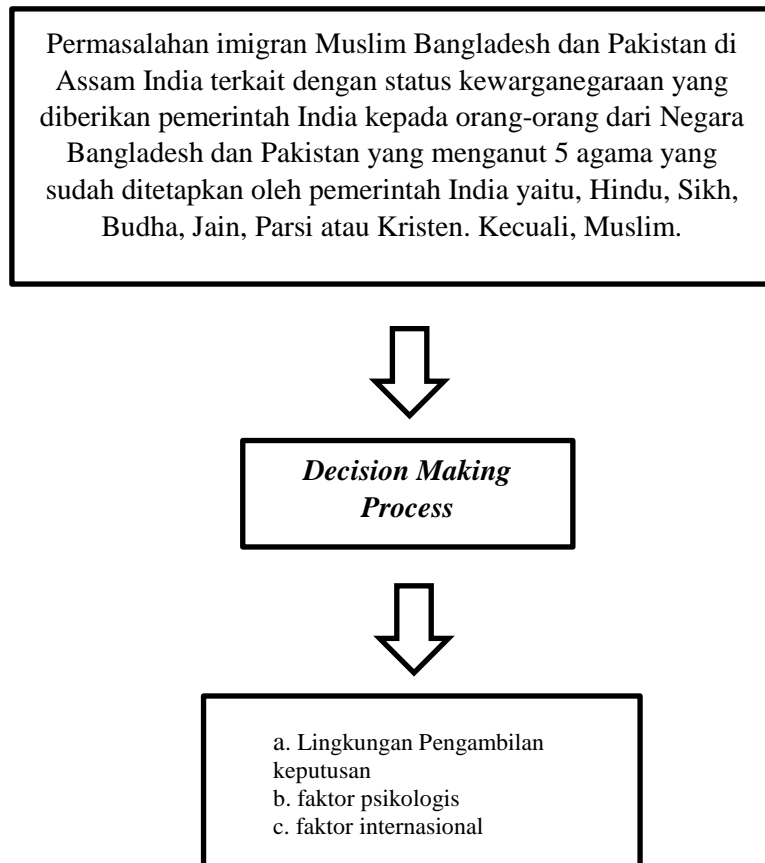 Permasalahan imigran Muslim Bangladesh dan Pakistan di
Assam India terkait dengan status kewarganegaraan yang
diberikan pemerintah India kepada orang-orang dari Negara
Bangladesh dan Pakistan yang menganut 5 agama yang
sudah ditetapkan oleh pemerintah India yaitu, Hindu, Sikh,
Budha, Jain, Parsi atau Kristen. Kecuali, Muslim.
Decision Making
Process
a. Lingkungan Pengambilan
keputusan
b. faktor psikologis
c. faktor internasional